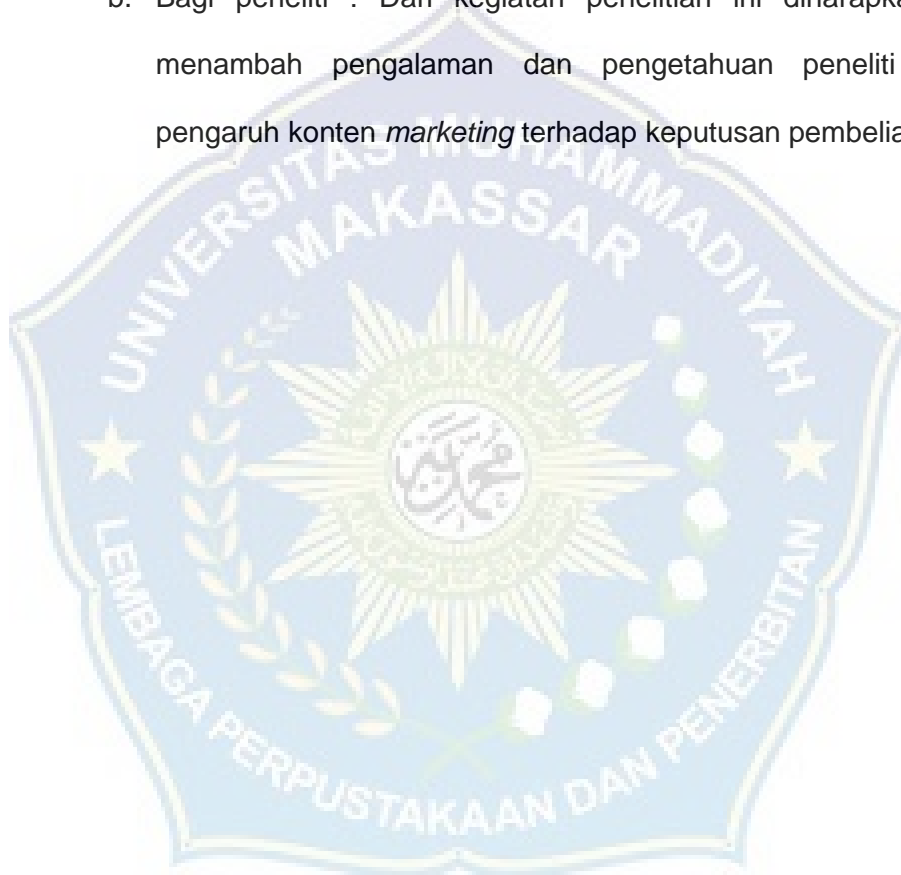 b. Bagi peneliti : Dari kegiatan penelitian ini diharapka
menambah pengalaman dan pengetahuan peneliti
pengaruh konten marketing terhadap keputusan pembelia
UNIVERSITAS MUHAMMADIYAH
MAKASSAR
LEMBAGA PERPUSTAKAAN DAN PENERBITAN